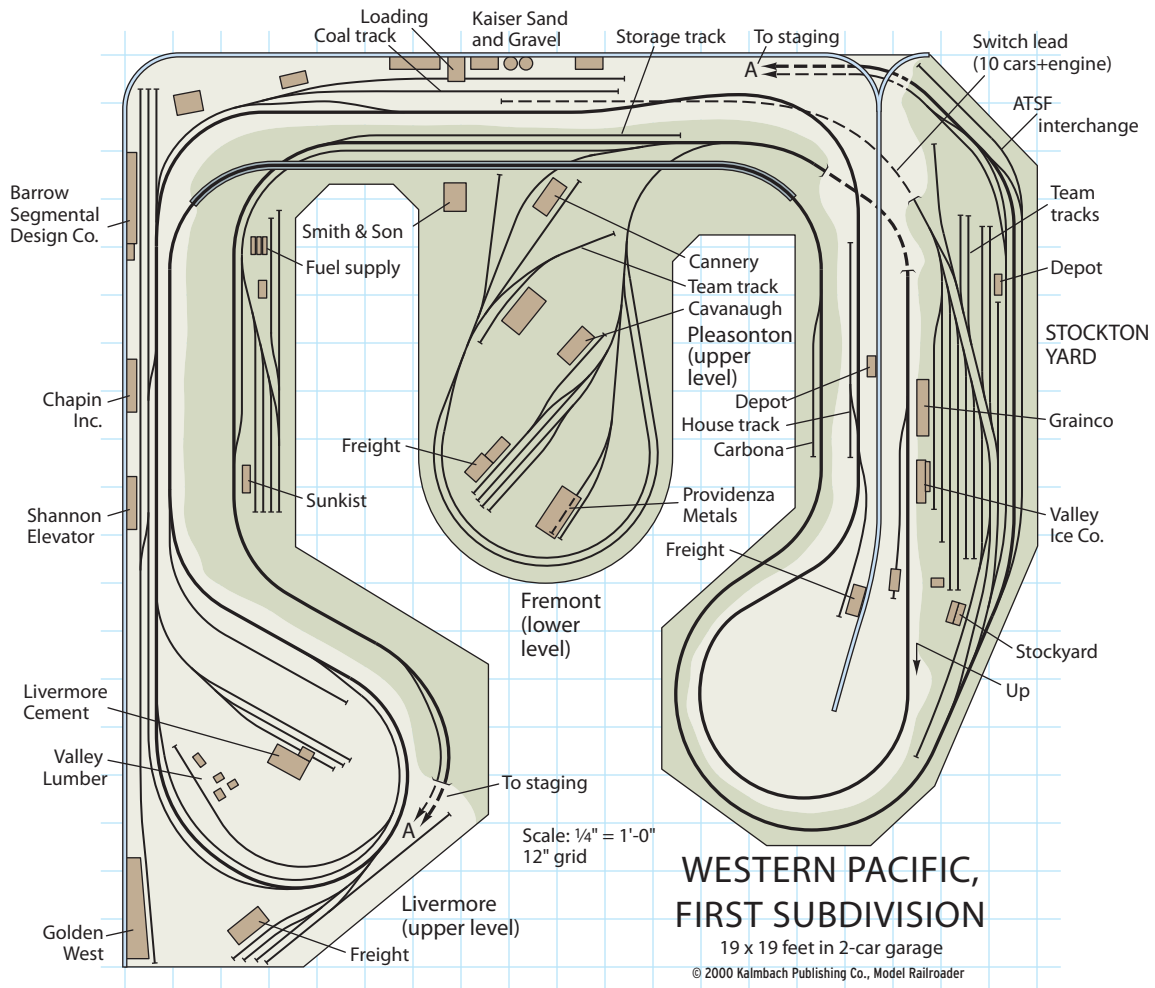 Loading
Coal track
Kaiser Sand
and Gravel
Storage track
To staging
A
Switch lead
(10 cars+engine)
ATSF
interchange
Barrow
Segmental
Design Co.
Smith & Son
Fuel supply
Cannery
Team track
Cavanaugh
Pleasonton
(upper
level)
Team
tracks
Depot
STOCKTON
YARD
Chapin
Inc.
Depot
House track
Carbona
Grainco
Freight
Sunkist
Shannon
Elevator
Providenza
Metals
Freight
Valley
Ice Co.
Fremont
(lower
level)
Stockyard
Up
Livermore
Cement
Valley
Lumber
To staging
A
Scale: ¼" = 1'-0"
12" grid
WESTERN PACIFIC,
FIRST SUBDIVISION
19 x 19 feet in 2-car garage
© 2000 Kalmbach Publishing Co., Model Railroader
Livermore
(upper level)
Golden
West
Freight